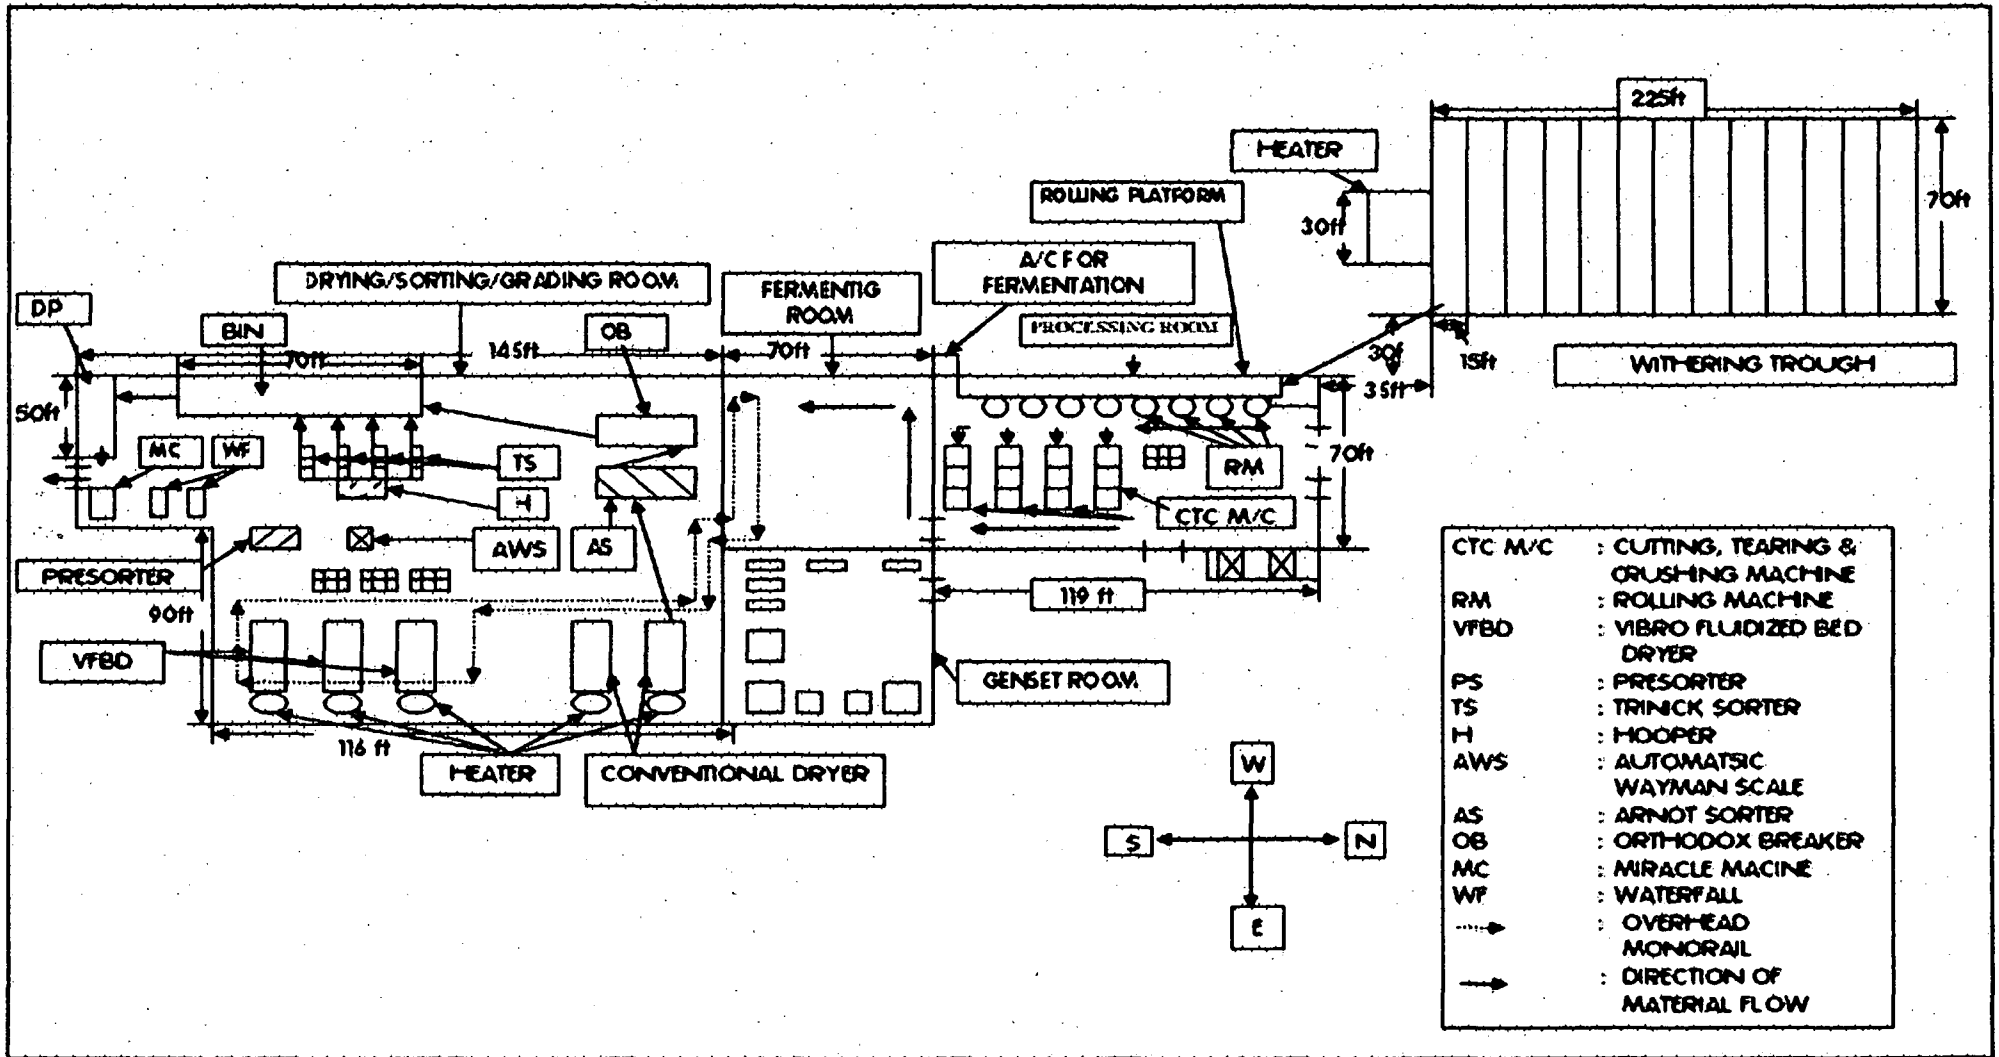 225ft
HEATER
70ft
ROLLING PLATFORM
30ft
A/C FOR
FERMENTATION
DRYING/SORTING/GRADING ROOM
FERMENTIG
ROOM
DP
BIN
OB
PROCESSING ROOM
70ft
145ft
70ft
30f
15ft
WITHERING TROUGH
35ft
50ft
MC
WF
TS
RM
70ft
H
CTC M/C
AWS
AS
PRESORTER
119 ft
90ft
VFBD
GENSET ROOM
116 ft
HEATER
CONVENTIONAL DRYER
W
S
N
E
CTC M/C : CUTTING, TEARING &
CRUSHING MACHINE
RM : ROLLING MACHINE
VFBD : VIBRO FLUIDIZED BED
DRYER
PS : PRESORTER
TS : TRINICK SORTER
H : HOOPER
AWS : AUTOMATSIC
WAYMAN SCALE
AS : ARNOT SORTER
OB : ORTHODOX BREAKER
MC : MIRACLE MACINE
WF : WATERFALL
: OVERHEAD
MONORAIL
: DIRECTION OF
MATERIAL FLOW